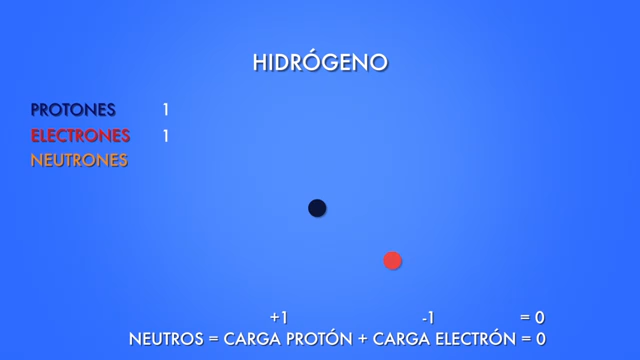 HIDRÓGENO
PROTONES 1
ELECTRONES 1
NEUTRONES
+1 -1 = 0
NEUTROS = CARGA PROTÓN + CARGA ELECTRÓN = 0